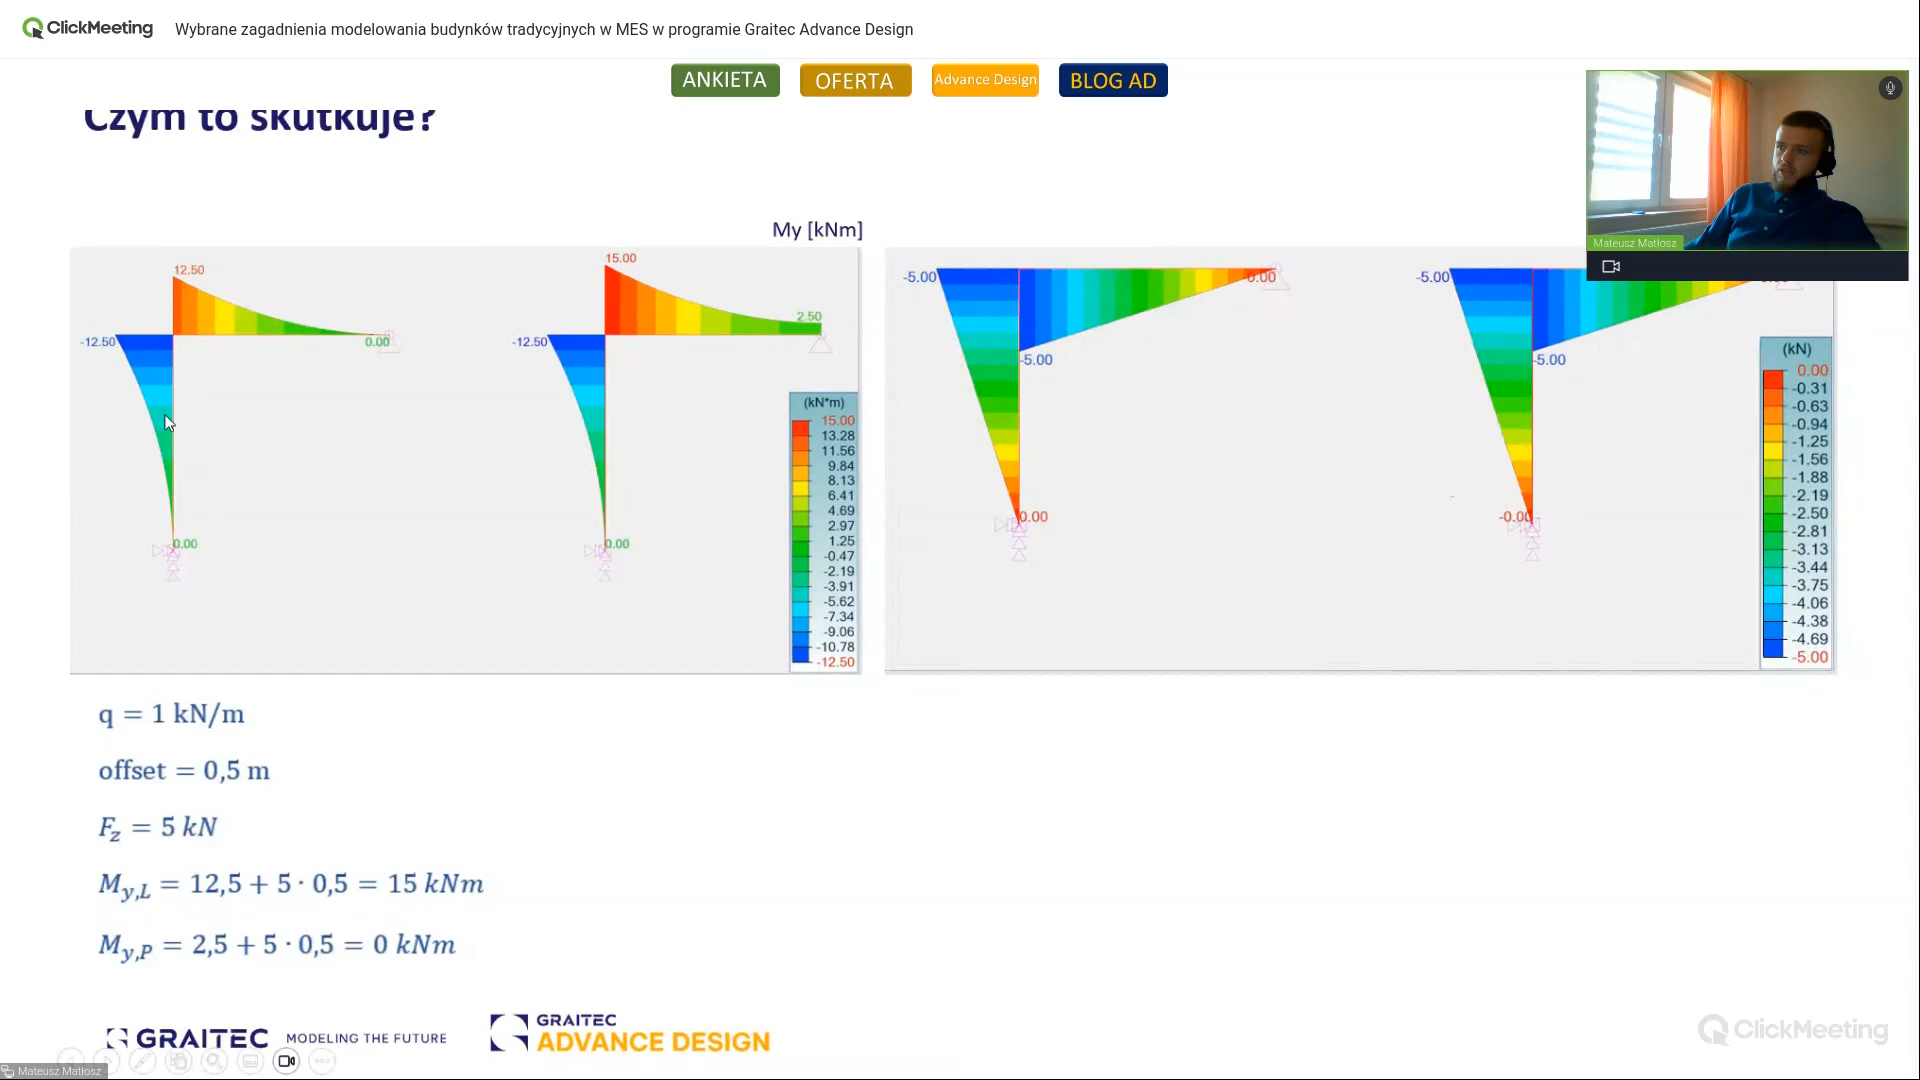 ClickMeeting
Wybrane zagadnienia modelowania budynków tradycyjnych w MES w programie Graitec Advance Design
ANKIETA
OFERTA
Advance Design
BLOG AD
Czym to skutkuje?
Mateusz Matłosz
My [kNm]
12.50
-12.50
0.00
0.00
15.00
-12.50
2.50
0.00
(kN*m)
15.00
13.28
11.56
9.84
8.13
6.41
4.69
2.97
1.25
-0.47
-2.19
-3.91
-5.62
-7.34
-9.06
-10.78
-12.50
-5.00
-0.00
-5.00
0.00
-5.00
-5.00
-0.00
(kN)
0.00
-0.31
-0.63
-0.94
-1.25
-1.56
-1.88
-2.19
-2.50
-2.81
-3.13
-3.44
-3.75
-4.06
-4.38
-4.69
-5.00
q = 1 kN/m
offset = 0,5 m
F_z = 5 kN
M_{y,L} = 12,5 + 5 · 0,5 = 15 kNm
M_{y,P} = 2,5 + 5 · 0,5 = 0 kNm
GRAITEC MODELING THE FUTURE
GRAITEC
ADVANCE DESIGN
ClickMeeting
Mateusz Matłosz